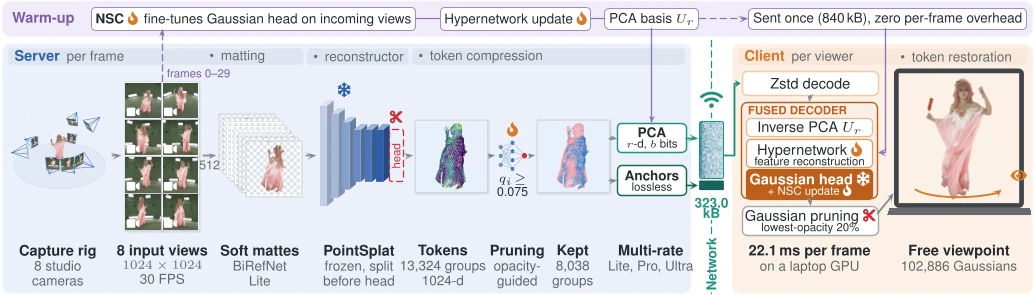 Warm-up
NSC fine-tunes Gaussian head on incoming views
Hypernetwork update
PCA basis Uᵣ
Sent once (840 kB), zero per-frame overhead
Server per frame
• matting
• reconstructor
• token compression
frames 0–29
512
head
qᵢ ≥
0.075
PCA
r-d, b bits
Anchors
lossless
323.0
kB
Network
Capture rig
8 studio
cameras
8 input views
1024 × 1024
30 FPS
Soft mattes
BiRefNet
Lite
PointSplat
frozen, split
before head
Tokens
13,324 groups
1024-d
Pruning
opacity-
guided
Kept
8,038
groups
Multi-rate
Lite, Pro, Ultra
Client per viewer
• token restoration
Zstd decode
FUSED DECODER
Inverse PCA Uᵣ
Hypernetwork
feature reconstruction
Gaussian head
+ NSC update
Gaussian pruning
lowest-opacity 20%
22.1 ms per frame
on a laptop GPU
Free viewpoint
102,886 Gaussians